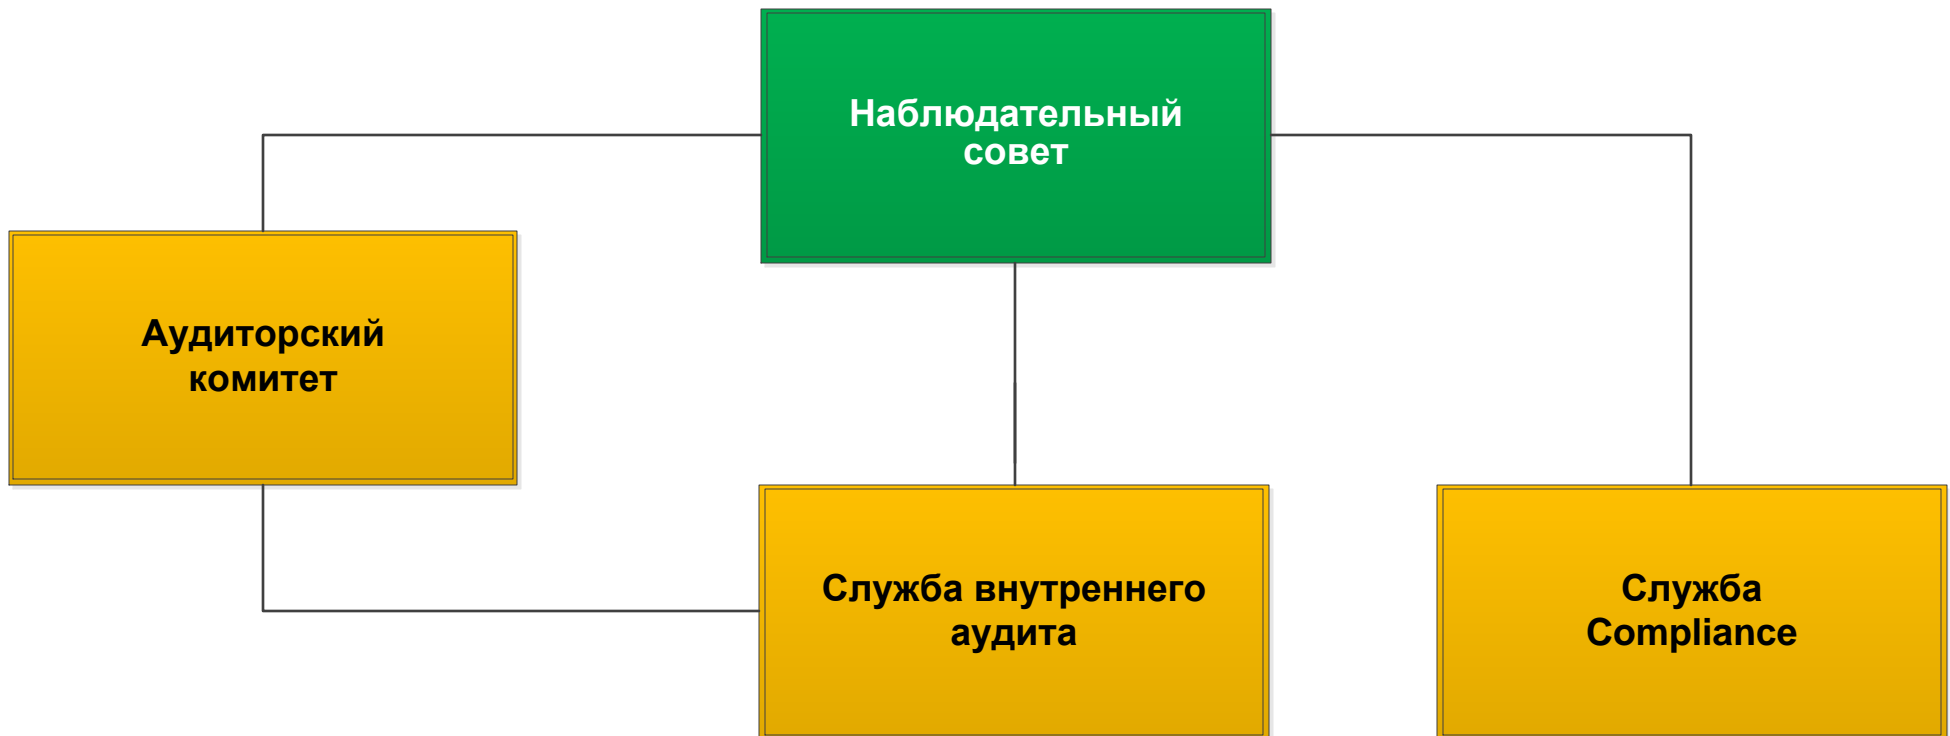 Наблюдательный
совет
Аудиторский
комитет
Служба внутреннего
аудита
Служба
Compliance